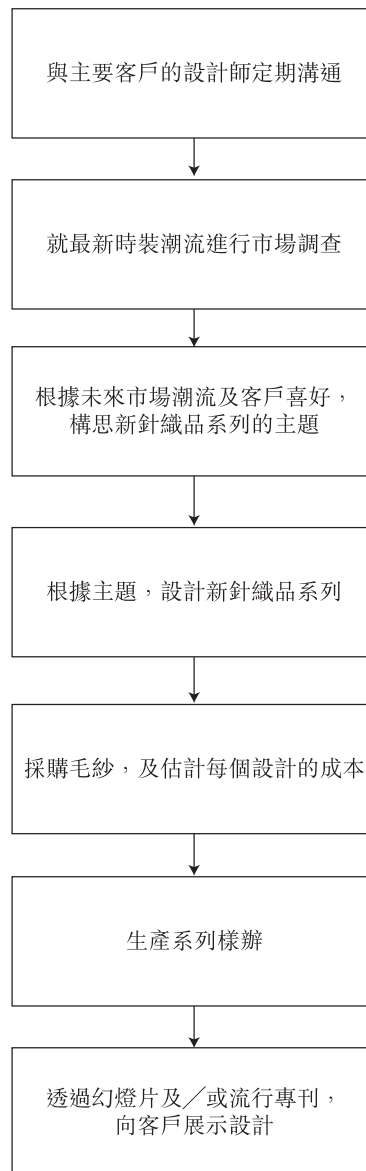 與主要客戶的設計師定期溝通
就最新時裝潮流進行市場調查
根據未來市場潮流及客戶喜好，
構思新針織品系列的主題
根據主題，設計新針織品系列
採購毛紗，及估計每個設計的成本
生產系列樣辦
透過幻燈片及╱或流行專刊，
向客戶展示設計